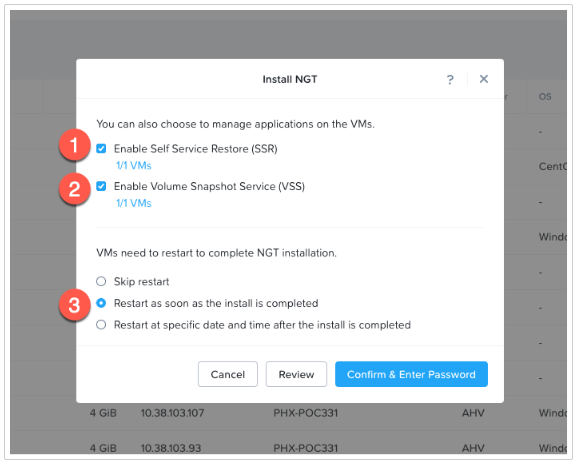 Install NGT
?
r
OS
You can also choose to manage applications on the VMs.
-
1
Enable Self Service Restore (SSR)
1/1 VMs
CentO
2
Enable Volume Snapshot Service (VSS)
1/1 VMs
-
Windo
VMs need to restart to complete NGT installation.
-
Skip restart
3
Restart as soon as the install is completed
-
Restart at specific date and time after the install is completed
-
Cancel
Review
Confirm & Enter Password
-
4 GiB 10.38.103.107 PHX-POC331 AHV Windo
4 GiB 10.38.103.93 PHX-POC331 AHV Windo